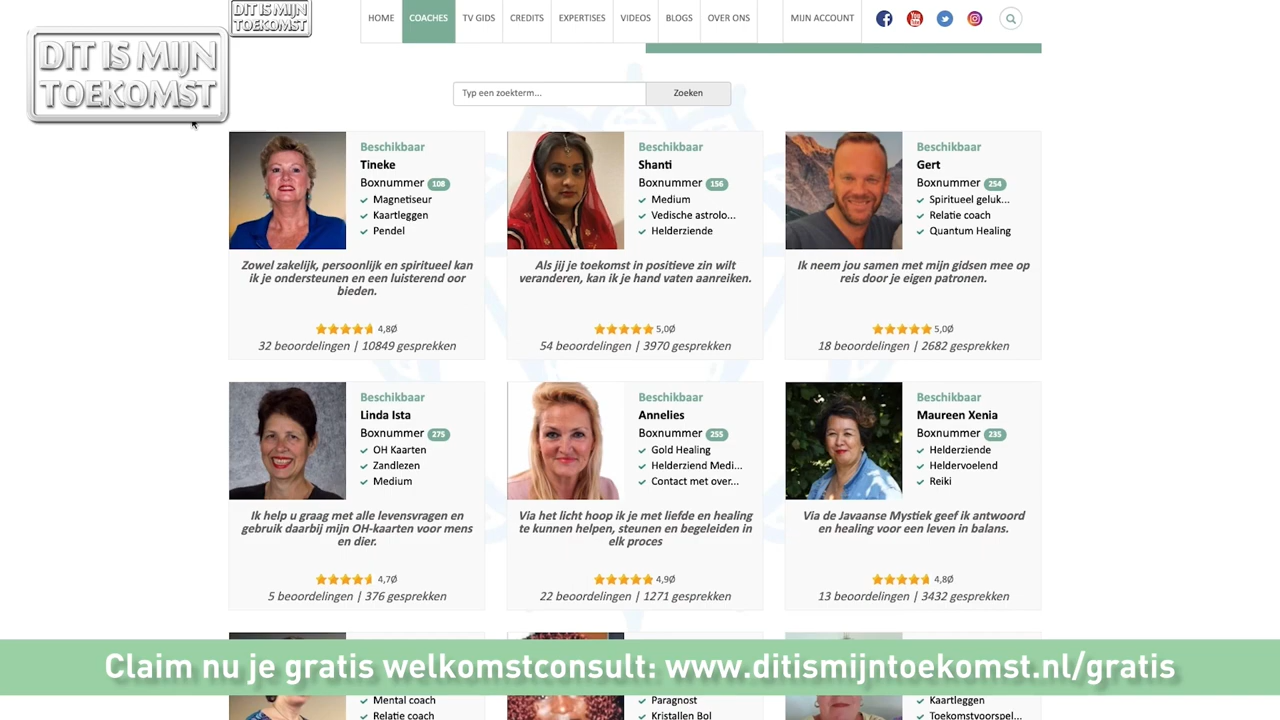 DIT IS MIJN
TOEKOMST
DIT IS MIJN
TOEKOMST
HOME
COACHES
TV GIDS
CREDITS
EXPERTISES
VIDEOS
BLOGS
OVER ONS
MIJN ACCOUNT
You
Tube
Typ een zoekterm...
Zoeken
Beschikbaar
Tineke
Boxnummer 108
Magnetiseur
Kaartleggen
Pendel
Zowel zakelijk, persoonlijk en spiritueel kan
ik je ondersteunen en een luisterend oor
bieden.
4,8Ø
32 beoordelingen | 10849 gesprekken
Beschikbaar
Shanti
Boxnummer 156
Medium
Vedische astrolo...
Helderziende
Als jij je toekomst in positieve zin wilt
veranderen, kan ik je hand vaten aanreiken.
5,0Ø
54 beoordelingen | 3970 gesprekken
Beschikbaar
Gert
Boxnummer 254
Spiritueel geluk...
Relatie coach
Quantum Healing
Ik neem jou samen met mijn gidsen mee op
reis door je eigen patronen.
5,0Ø
18 beoordelingen | 2682 gesprekken
Beschikbaar
Linda Ista
Boxnummer 275
OH Kaarten
Zandlezen
Medium
Ik help u graag met alle levensvragen en
gebruik daarbij mijn OH-kaarten voor mens
en dier.
4,7Ø
5 beoordelingen | 376 gesprekken
Beschikbaar
Annelies
Boxnummer 255
Gold Healing
Helderziend Medi...
Contact met over...
Via het licht hoop ik je met liefde en healing
te kunnen helpen, steunen en begeleiden in
elk proces
4,9Ø
22 beoordelingen | 1271 gesprekken
Beschikbaar
Maureen Xenia
Boxnummer 235
Helderziende
Heldervoelend
Reiki
Via de Javaanse Mystiek geef ik antwoord
en healing voor een leven in balans.
4,8Ø
13 beoordelingen | 3432 gesprekken
Claim nu je gratis welkomstconsult: www.ditismijntoekomst.nl/gratis
Mental coach
Relatie coach
Paragnost
Kristallen Bol
Kaartleggen
Toekomstvoorspel...